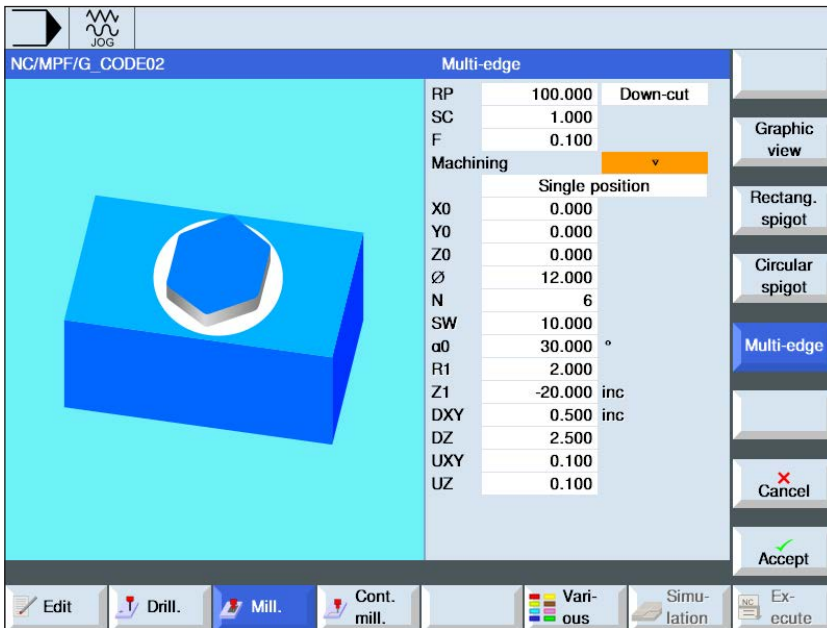 JOG
NC/MPF/G_CODE02
Multi-edge
RP 100.000 Down-cut
SC 1.000
F 0.100
Machining ▽
Single position
X0 0.000
Y0 0.000
Z0 0.000
Ø 12.000
N 6
SW 10.000
α0 30.000 °
R1 2.000
Z1 -20.000 inc
DXY 0.500 inc
DZ 2.500
UXY 0.100
UZ 0.100
Graphic
view
Rectang.
spigot
Circular
spigot
Multi-edge
Cancel
Accept
Edit
Drill.
Mill.
Cont.
mill.
Vari-
ous
Simu-
lation
NC
Ex-
ecute